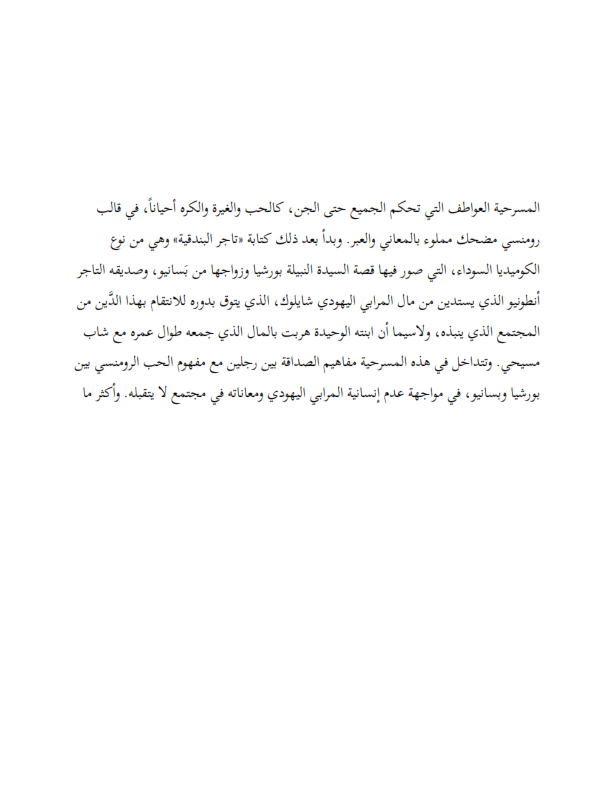 المسرحية العواطف التي تحكم الجميع حتى الجن، كالحب والغيرة والكره أحياناً، في قالب
رومنسي مضحك مملوء بالمعاني والعبر. وبدأ بعد ذلك كتابة «تاجر البندقية» وهي من نوع
الكوميديا السوداء، التي صور فيها قصة السيدة النبيلة بورشيا وزواجها من بَسانيو، وصديقه التاجر
أنطونيو الذي يستدين من مال المرابي اليهودي شايلوك، الذي يتوق بدوره للانتقام بهذا الدَّين من
المجتمع الذي ينبذه، ولاسيما أن ابنته الوحيدة هربت بالمال الذي جمعه طوال عمره مع شاب
مسيحي. وتتداخل في هذه المسرحية مفاهيم الصداقة بين رجلين مع مفهوم الحب الرومنسي بين
بورشيا وبسانيو، في مواجهة عدم إنسانية المرابي اليهودي ومعاناته في مجتمع لا يتقبله. وأكثر ما